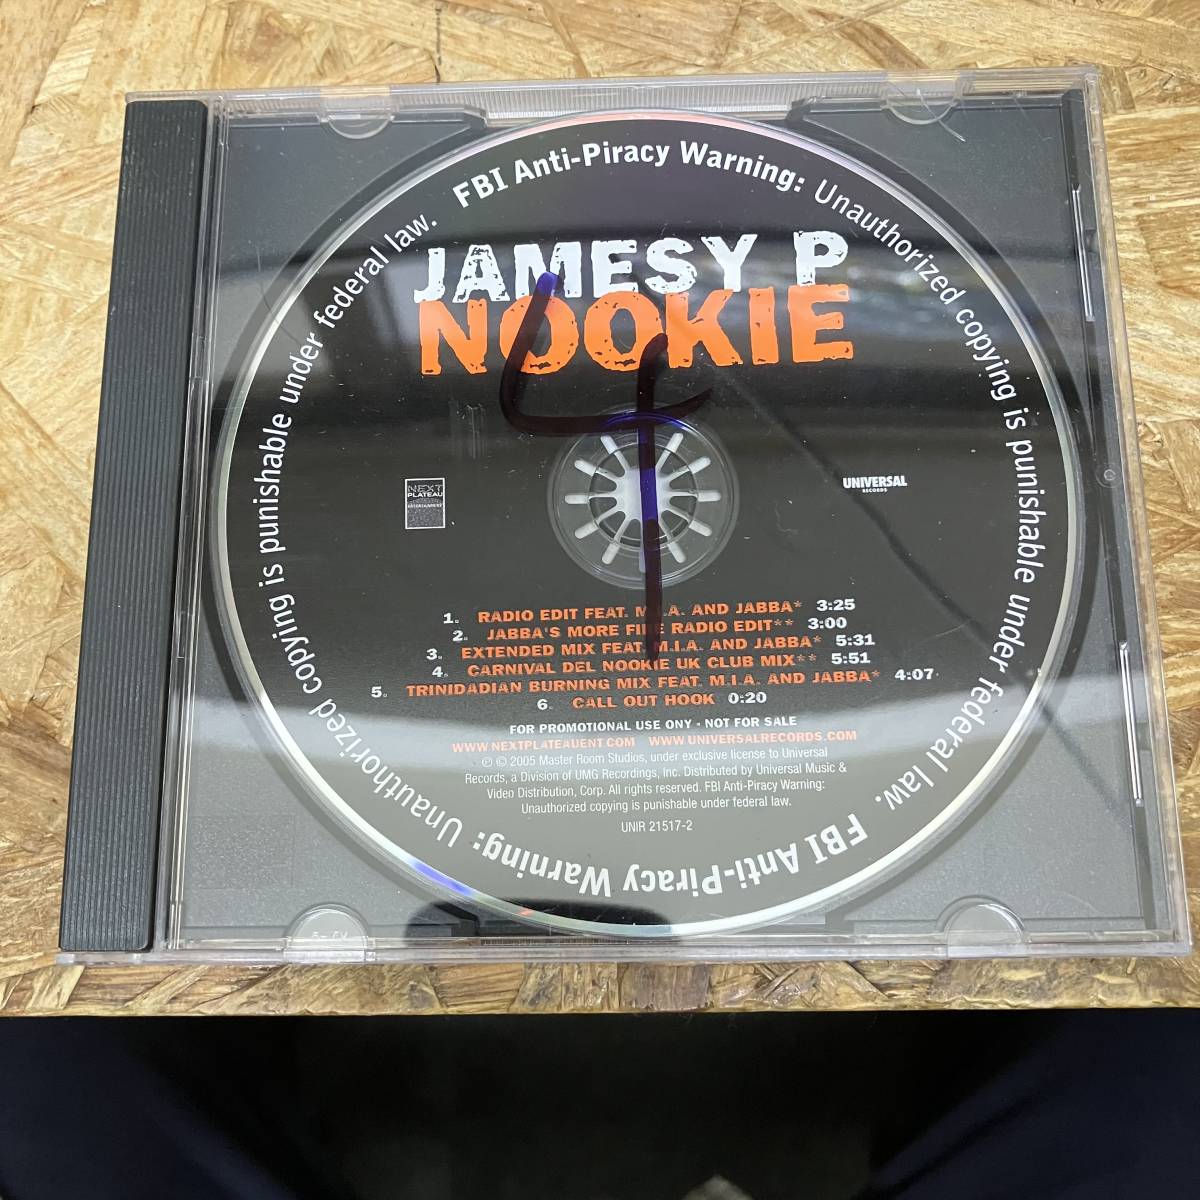 FBI Anti-Piracy Warning: Unauthorized copying is punishable under federal law.
FBI Anti-Piracy Warning: Unauthorized copying is punishable under federal law.
JAMESY P
NOOKIE
4
NEXT
PLATEAU
ENTERTAINMENT
UNIVERSAL
RECORDS
1. RADIO EDIT FEAT. M.I.A. AND JABBA* 3:25
2. JABBA'S MORE FIRE RADIO EDIT** 3:00
3. EXTENDED MIX FEAT. M.I.A. AND JABBA* 5:31
4. CARNIVAL DEL NOOKIE UK CLUB MIX** 5:51
5. TRINIDADIAN BURNING MIX FEAT. M.I.A. AND JABBA* 4:07
6. CALL OUT HOOK 0:20
FOR PROMOTIONAL USE ONY • NOT FOR SALE
WWW.NEXTPLATEAUENT.COM WWW.UNIVERSALRECORDS.COM
℗ © 2005 Master Room Studios, under exclusive license to Universal
Records, a Division of UMG Recordings, Inc. Distributed by Universal Music &
Video Distribution, Corp. All rights reserved. FBI Anti-Piracy Warning:
Unauthorized copying is punishable under federal law.
UNIR 21517-2